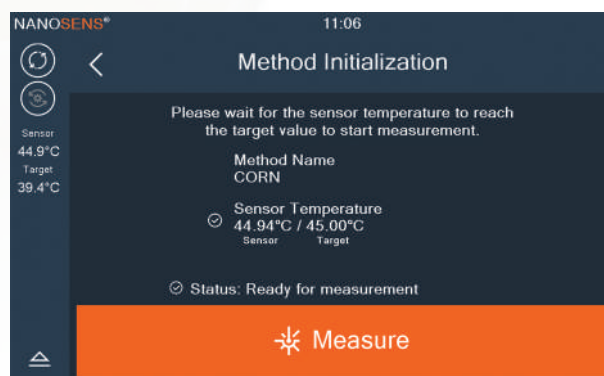 NANOSENS®
11:06
Method Initialization
Sensor
44.9°C
Target
39.4°C
Please wait for the sensor temperature to reach
the target value to start measurement.
Method Name
CORN
Sensor Temperature
44.94°C / 45.00°C
Sensor Target
Status: Ready for measurement
Measure